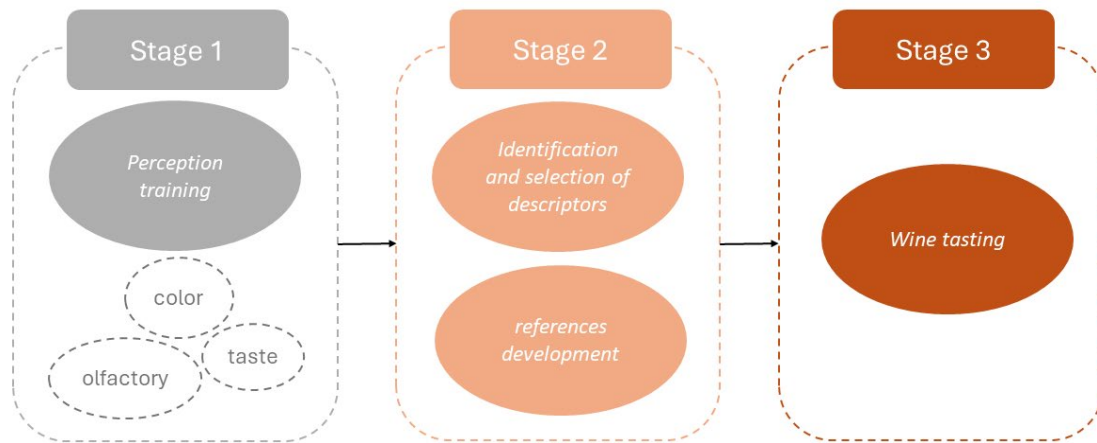 Stage 1
Perception
training
color
taste
olfactory
Stage 2
Identification
and selection of
descriptors
references
development
Stage 3
Wine tasting